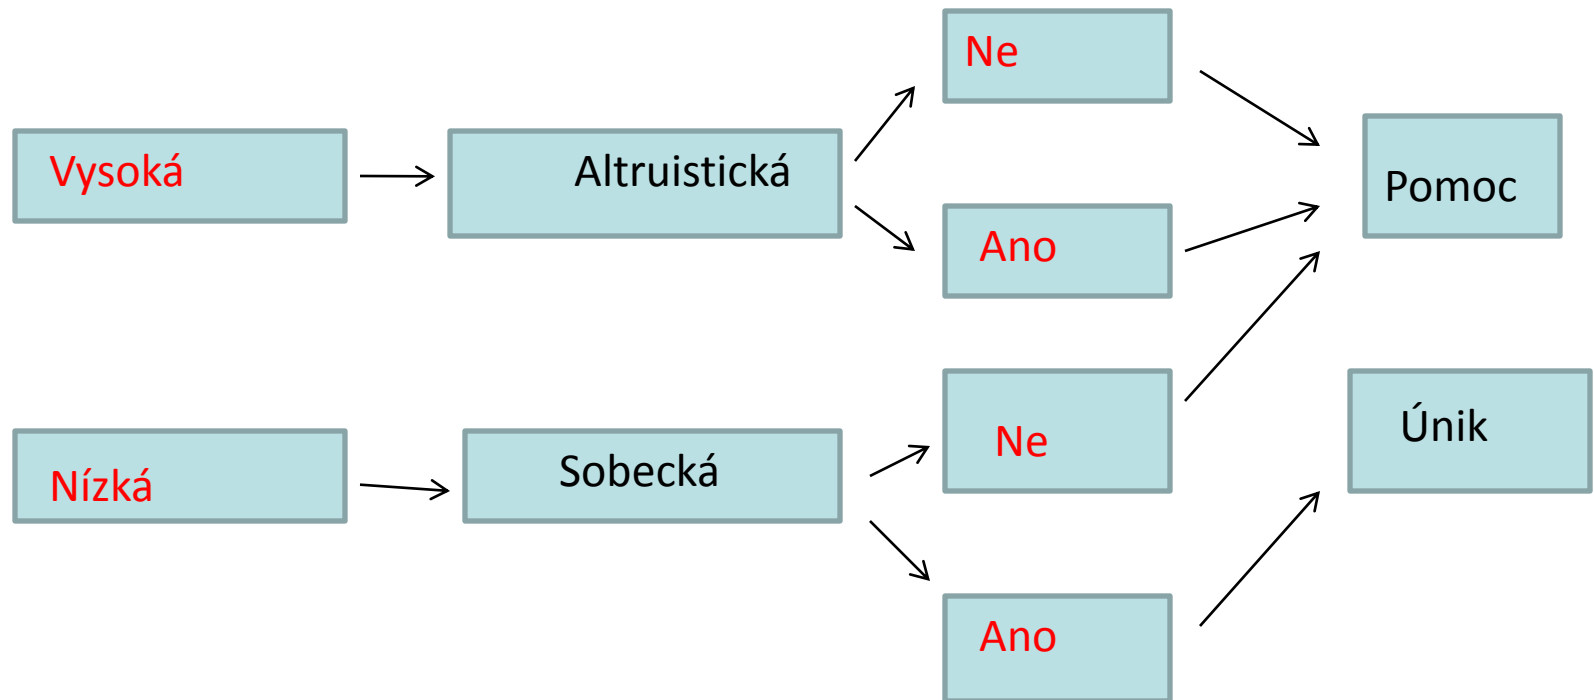 Ne
Vysoká
Altruistická
Pomoc
Ano
Ne
Únik
Nízká
Sobecká
Ano